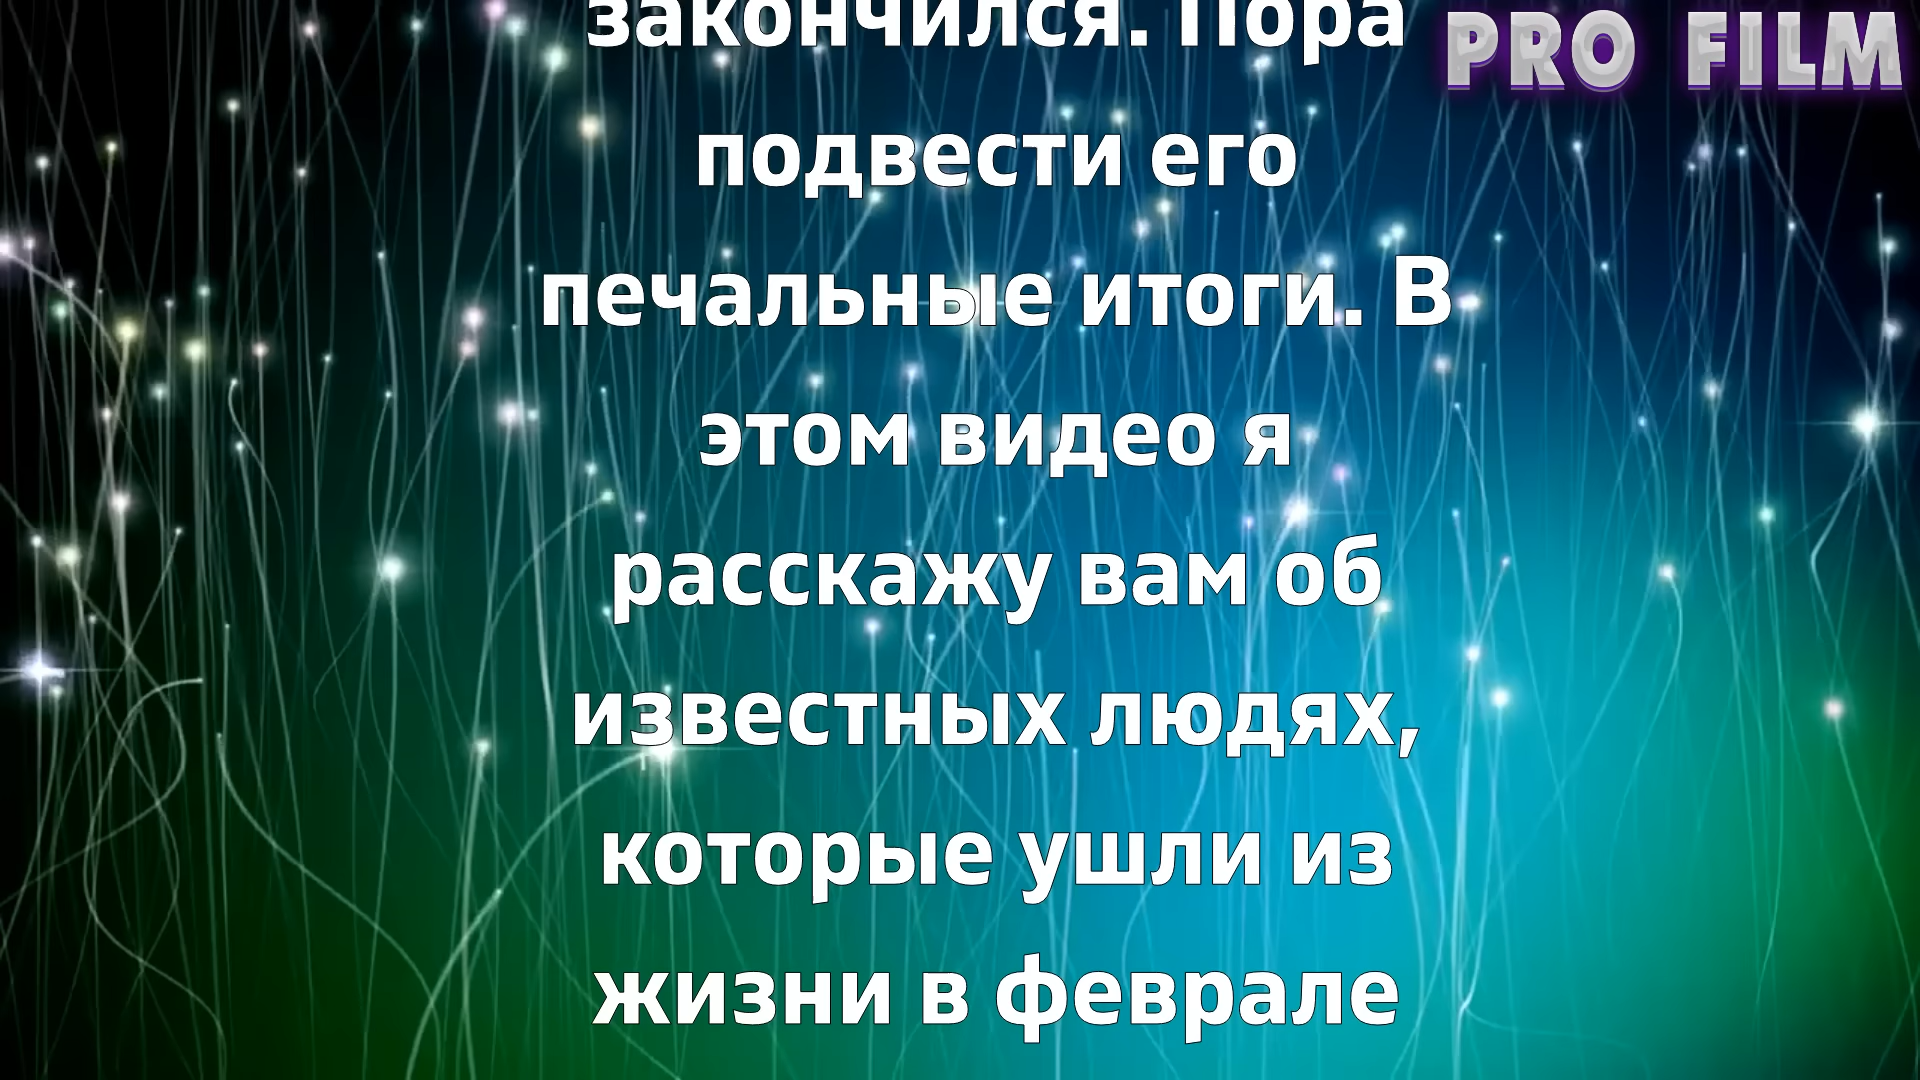 закончился. Пора
PRO FILM
подвести его
печальные итоги. В
этом видео я
расскажу вам об
известных людях,
которые ушли из
жизни в феврале